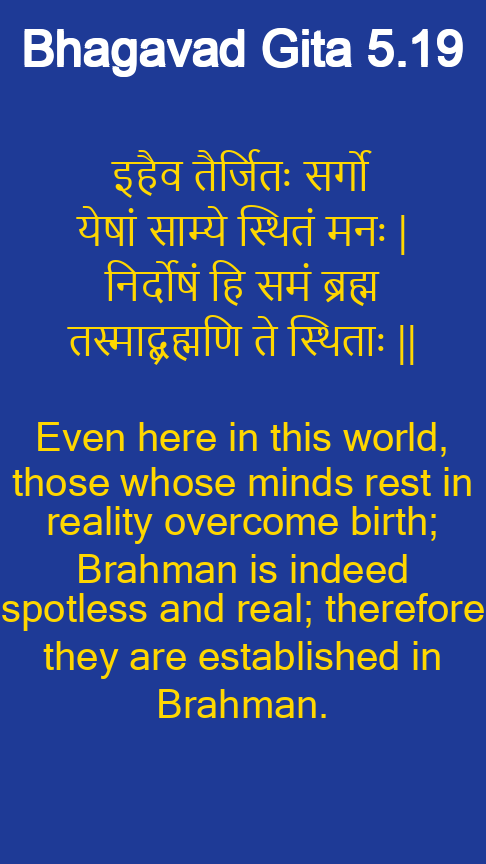 Bhagavad Gita 5.19
इहैव तैर्जितः सर्गो
येषां साम्ये स्थितं मनः |
निर्दोषं हि समं ब्रह्म
तस्माद्ब्रह्मणि ते स्थिताः ||
Even here in this world,
those whose minds rest in
reality overcome birth;
Brahman is indeed
spotless and real; therefore
they are established in
Brahman.